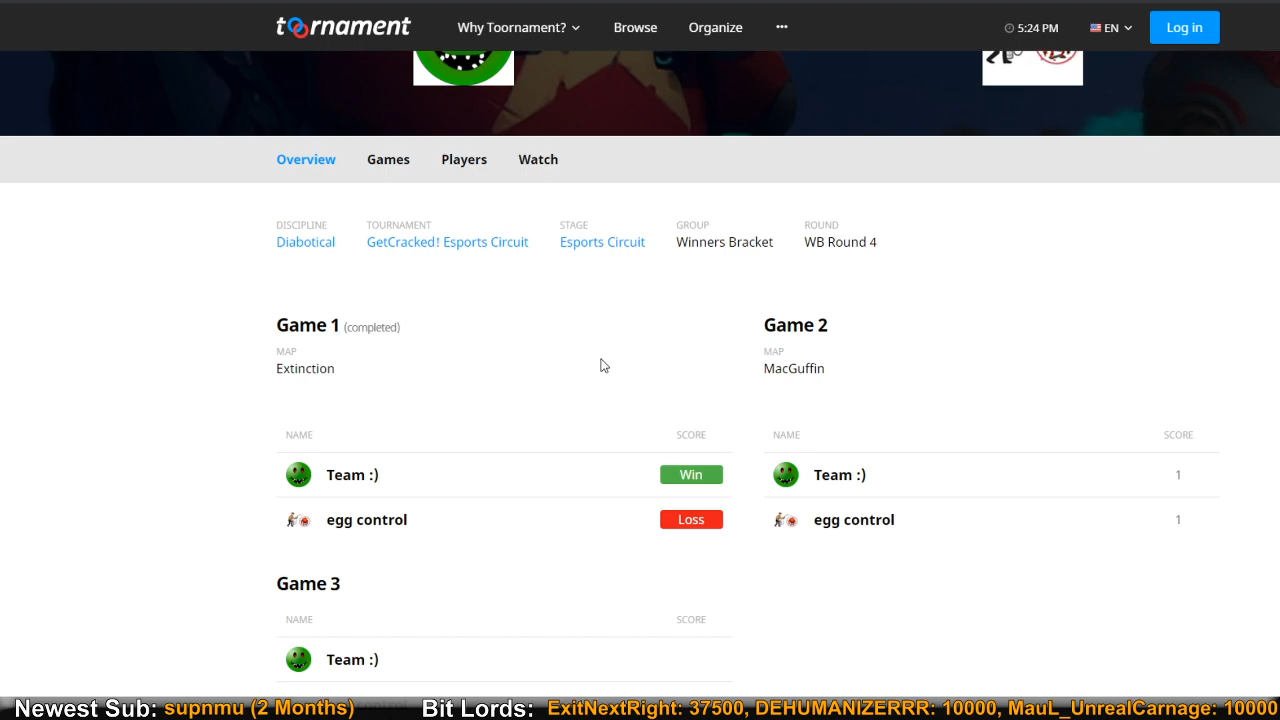 toornament Why Toornament? Browse Organize ••• 5:24 PM EN Log in
Overview Games Players Watch
DISCIPLINE TOURNAMENT STAGE GROUP ROUND
Diabotical GetCracked! Esports Circuit Esports Circuit Winners Bracket WB Round 4
Game 1 (completed) Game 2
MAP MAP
Extinction MacGuffin
NAME SCORE NAME SCORE
Team :) Win Team :) 1
egg control Loss egg control 1
Game 3
NAME SCORE
Team :)
Newest Sub: supnmu (2 Months) Bit Lords: ExitNextRight: 37500, DEHUMANIZERRR: 10000, MauL_UnrealCarnage: 10000